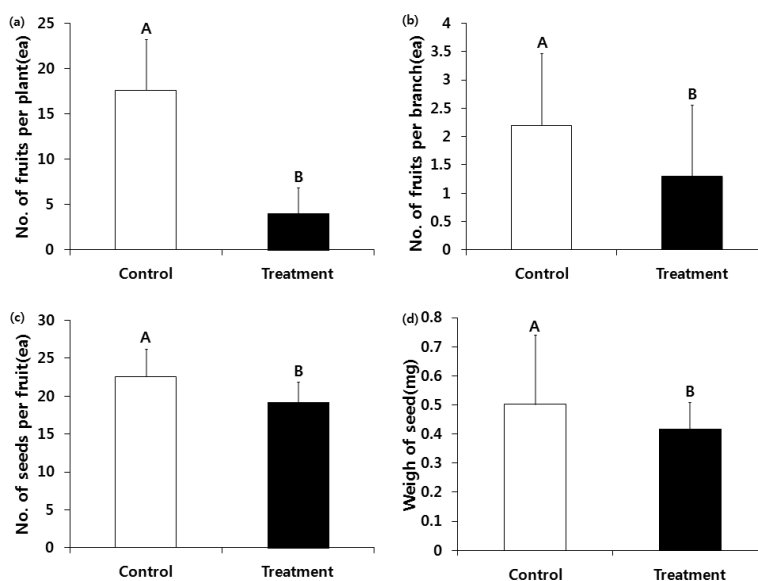 (a)
No. of fruits per plant(ea)
25
20
15
10
5
0
A
B
Control
Treatment
(b)
No. of fruits per branch(ea)
4
3.5
3
2.5
2
1.5
1
0.5
0
A
B
Control
Treatment
(c)
No. of seeds per fruit(ea)
30
25
20
15
10
5
0
A
B
Control
Treatment
(d)
Weigh of seed(mg)
0.8
0.7
0.6
0.5
0.4
0.3
0.2
0.1
0
A
B
Control
Treatment